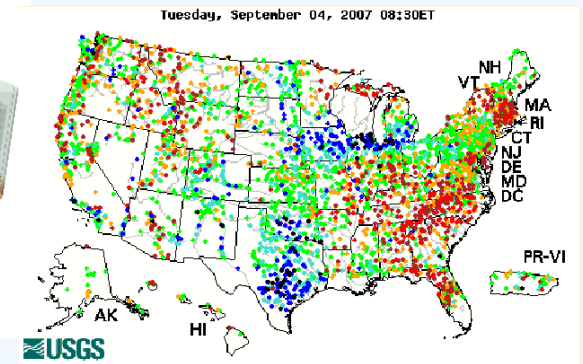 Tuesday, September 04, 2007 08:30ET
NH
VT
MA
RI
CT
NJ
DE
MD
DC
PR-VI
AK
HI
USGS